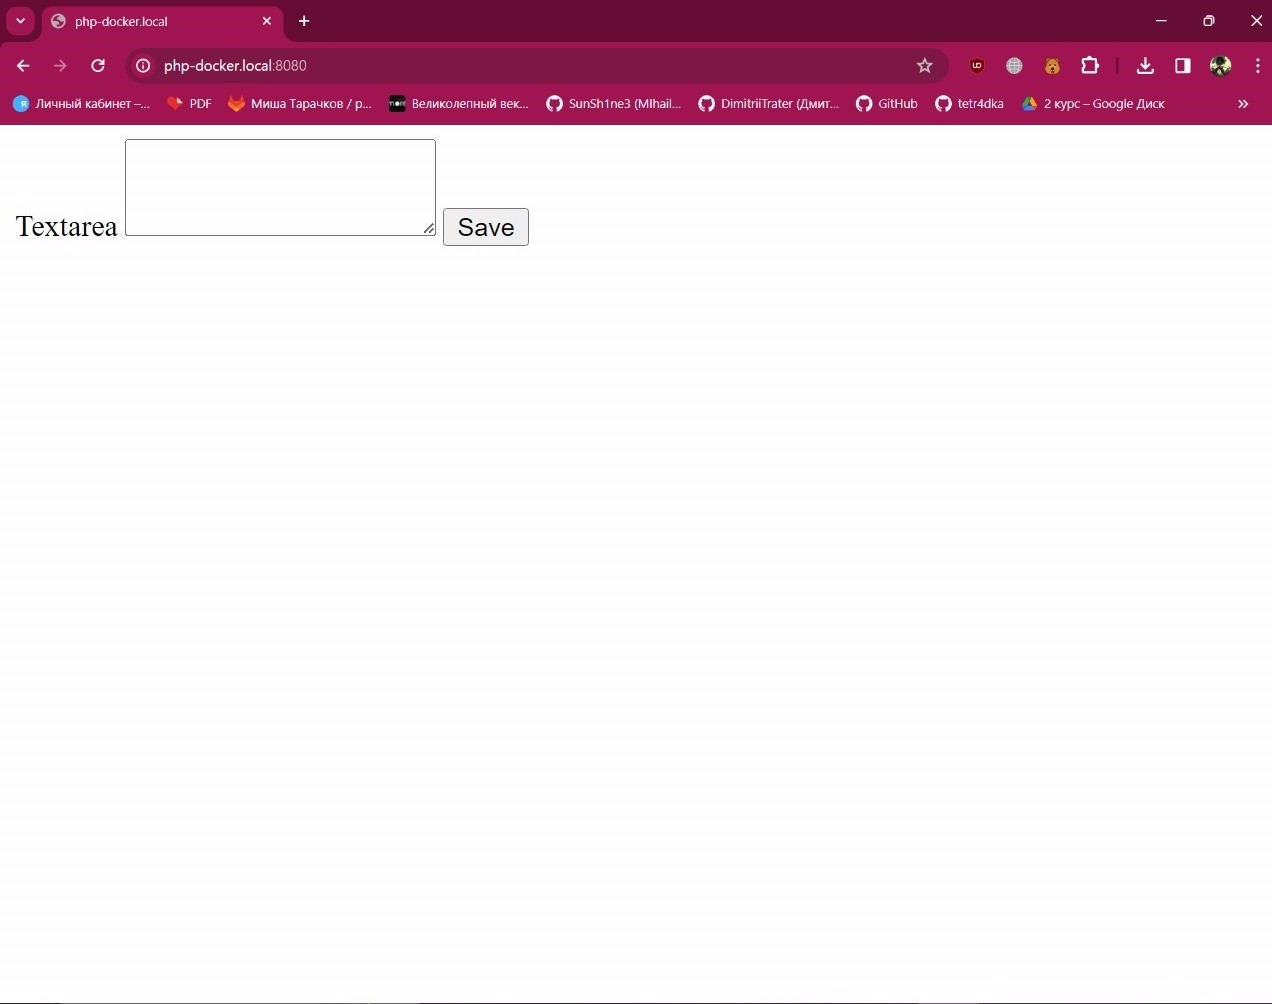 php-docker.local
php-docker.local:8080
Личный кабинет –... PDF Миша Тарачков / р... Великолепный век... SunSh1ne3 (MIhail... DimitriiTrater (Дмит... GitHub tetr4dka 2 курс – Google Диск
Textarea Save